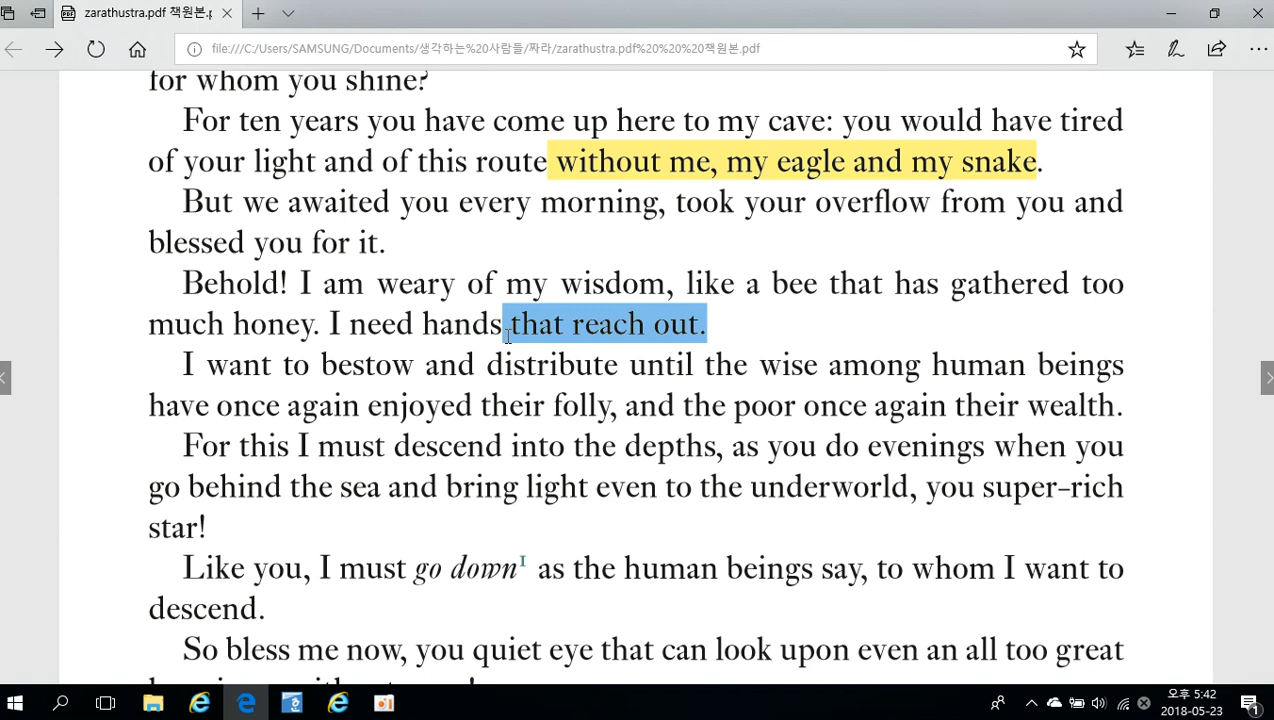 zarathustra.pdf 책원본.p
file:///C:/Users/SAMSUNG/Documents/생각하는%20사람들/짜라/zarathustra.pdf%20%20%20책원본.pdf
for whom you shine?
For ten years you have come up here to my cave: you would have tired
of your light and of this route without me, my eagle and my snake.
But we awaited you every morning, took your overflow from you and
blessed you for it.
Behold! I am weary of my wisdom, like a bee that has gathered too
much honey. I need hands that reach out.
I want to bestow and distribute until the wise among human beings
have once again enjoyed their folly, and the poor once again their wealth.
For this I must descend into the depths, as you do evenings when you
go behind the sea and bring light even to the underworld, you super-rich
star!
Like you, I must go down¹ as the human beings say, to whom I want to
descend.
So bless me now, you quiet eye that can look upon even an all too great
오후 5:42
2018-05-23
1